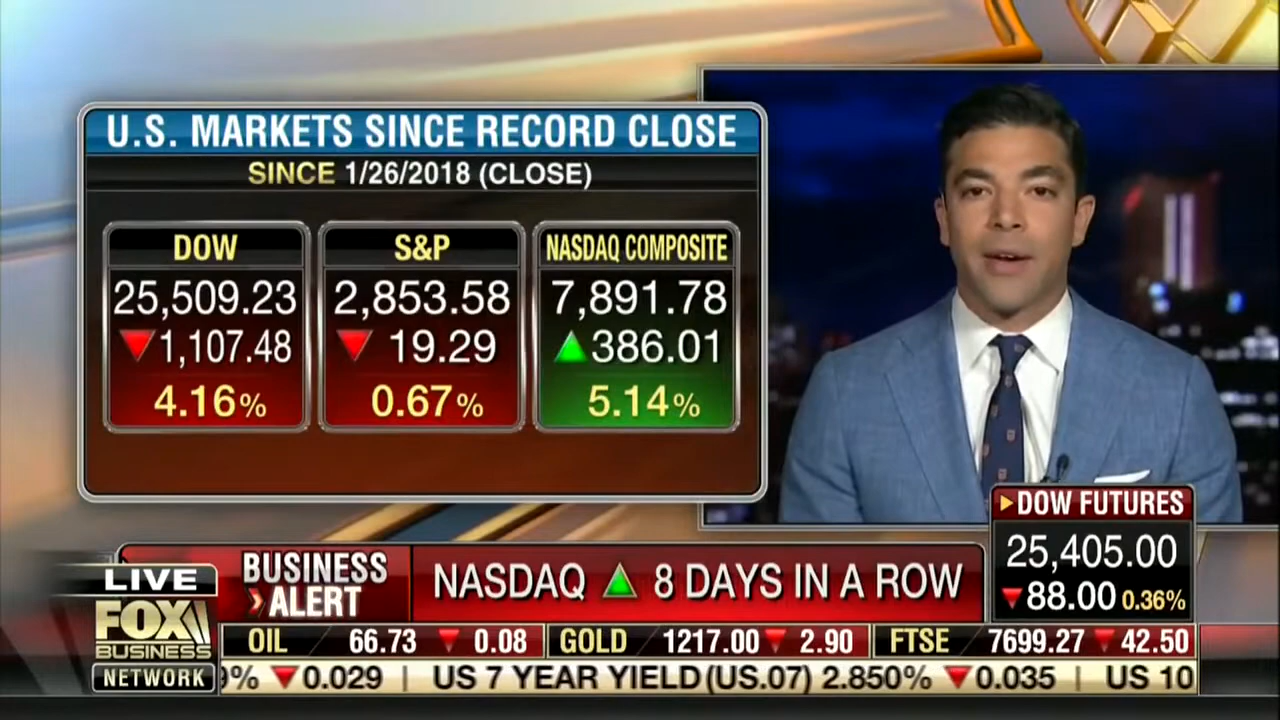 U.S. MARKETS SINCE RECORD CLOSE
SINCE 1/26/2018 (CLOSE)
DOW
25,509.23
▼1,107.48
4.16%
S&P
2,853.58
▼ 19.29
0.67%
NASDAQ COMPOSITE
7,891.78
▲386.01
5.14%
▶DOW FUTURES
25,405.00
▼88.00 0.36%
LIVE
FOX
BUSINESS
NETWORK
BUSINESS
ALERT
NASDAQ ▲ 8 DAYS IN A ROW
OIL 66.73 ▼ 0.08 GOLD 1217.00 ▼ 2.90 FTSE 7699.27 ▼ 42.50
% ▼0.029 | US 7 YEAR YIELD (US.07) 2.850% ▼0.035 | US 10